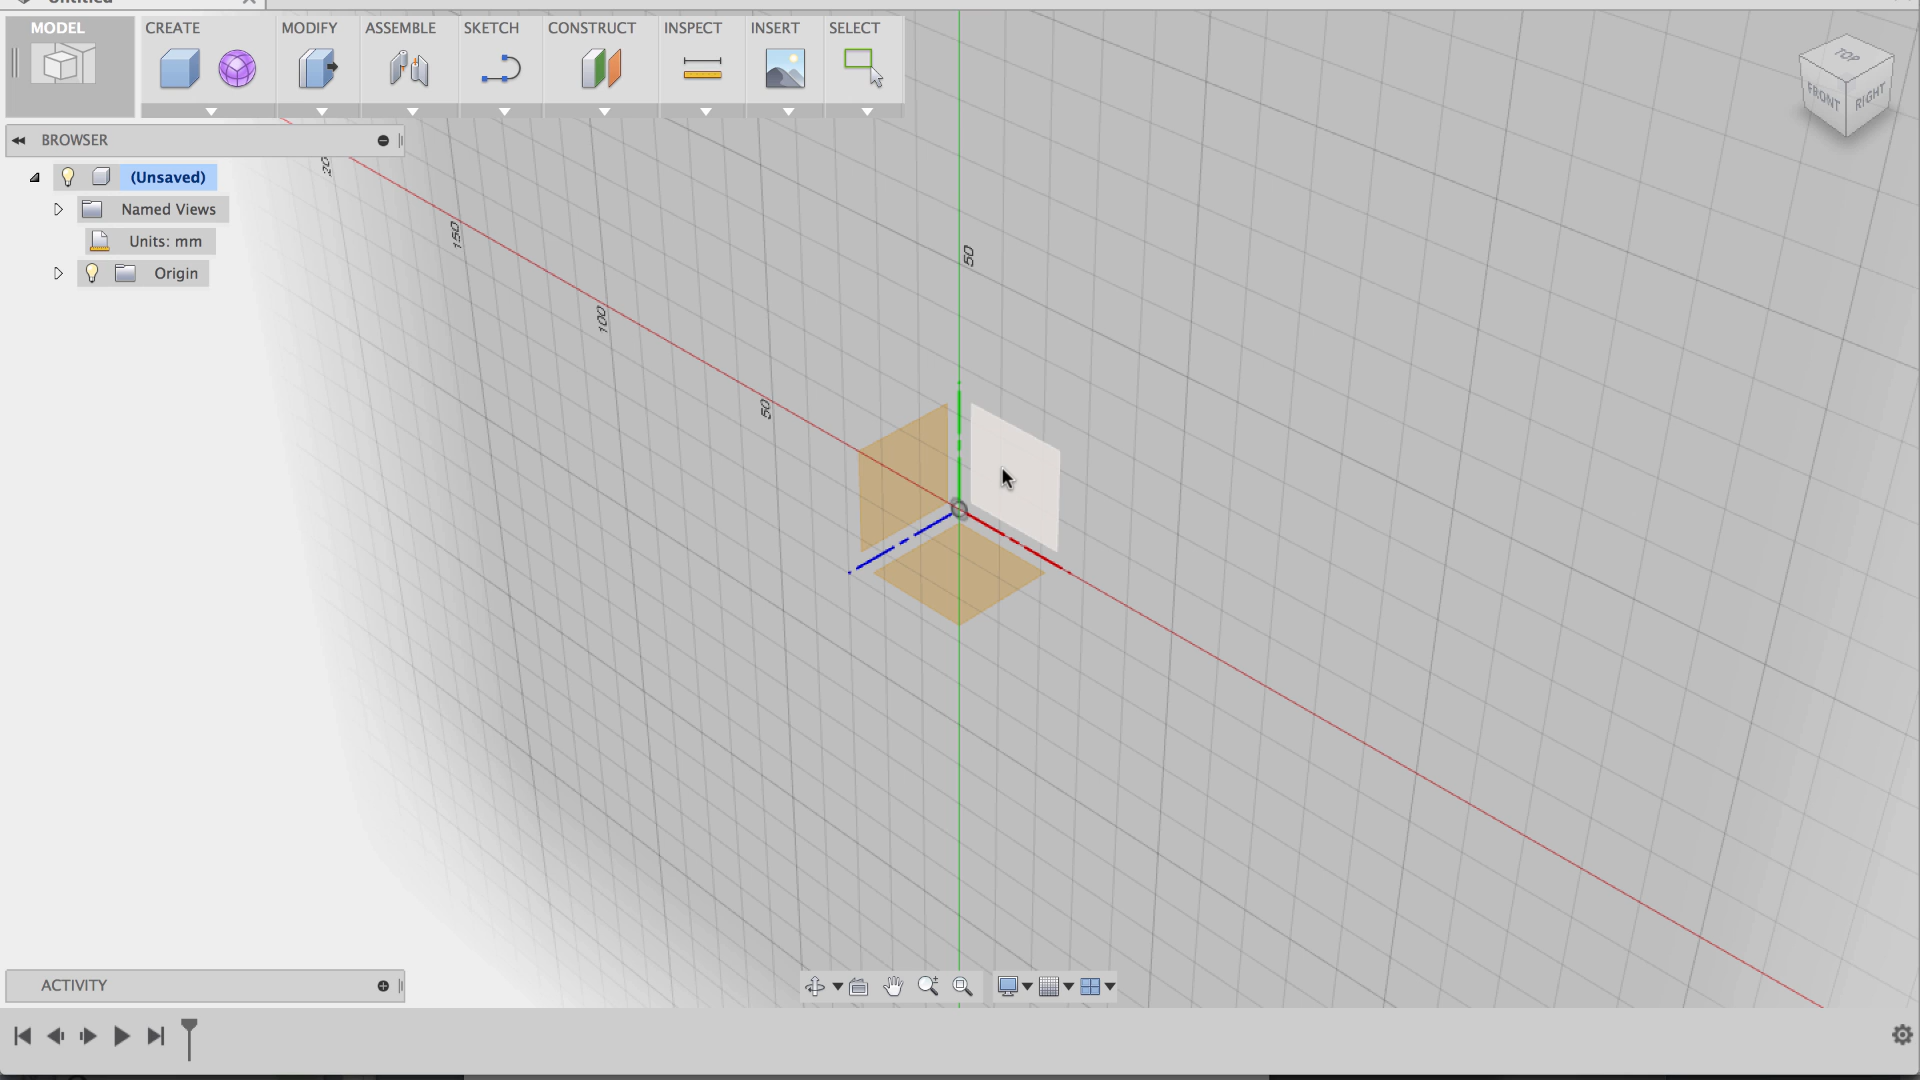 Untitled
MODEL
CREATE
MODIFY
ASSEMBLE
SKETCH
CONSTRUCT
INSPECT
INSERT
SELECT
BROWSER
(Unsaved)
Named Views
Units: mm
Origin
150
100
50
50
TOP
FRONT
RIGHT
ACTIVITY